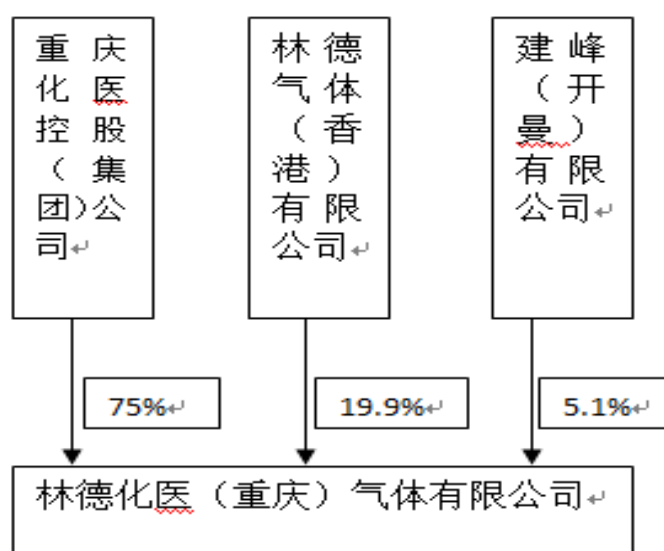 重庆
化医
控股
（集
团）公
司
林德
气体
（香
港）
有限
公司
建峰
（开
曼）
有限
公司
75%
19.9%
5.1%
林德化医（重庆）气体有限公司